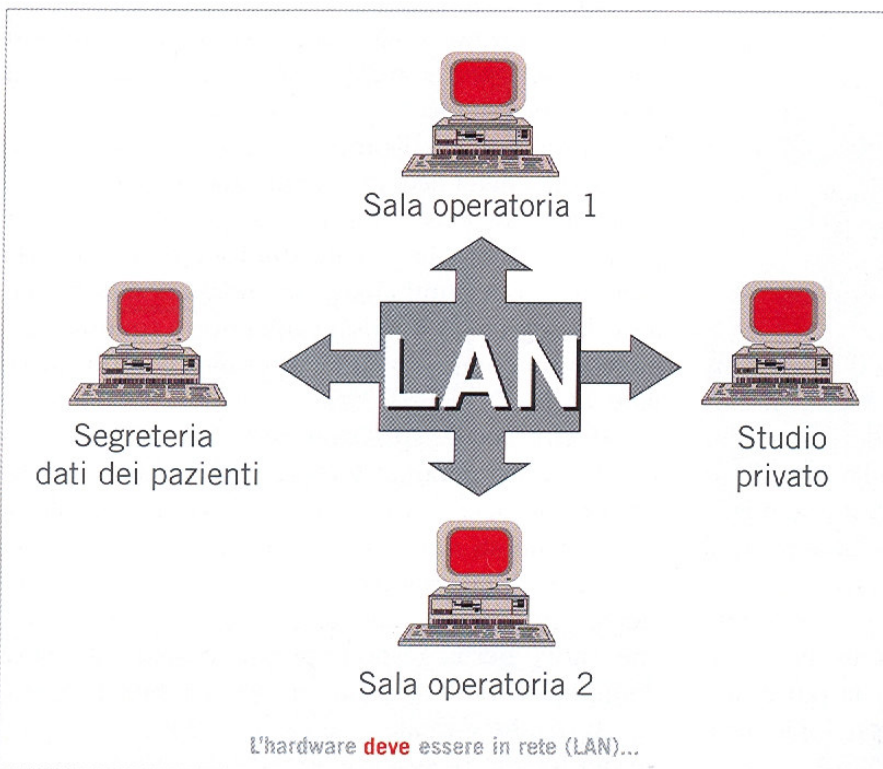 Sala operatoria 1
LAN
Segreteria
dati dei pazienti
Studio
privato
Sala operatoria 2
L'hardware deve essere in rete (LAN)...